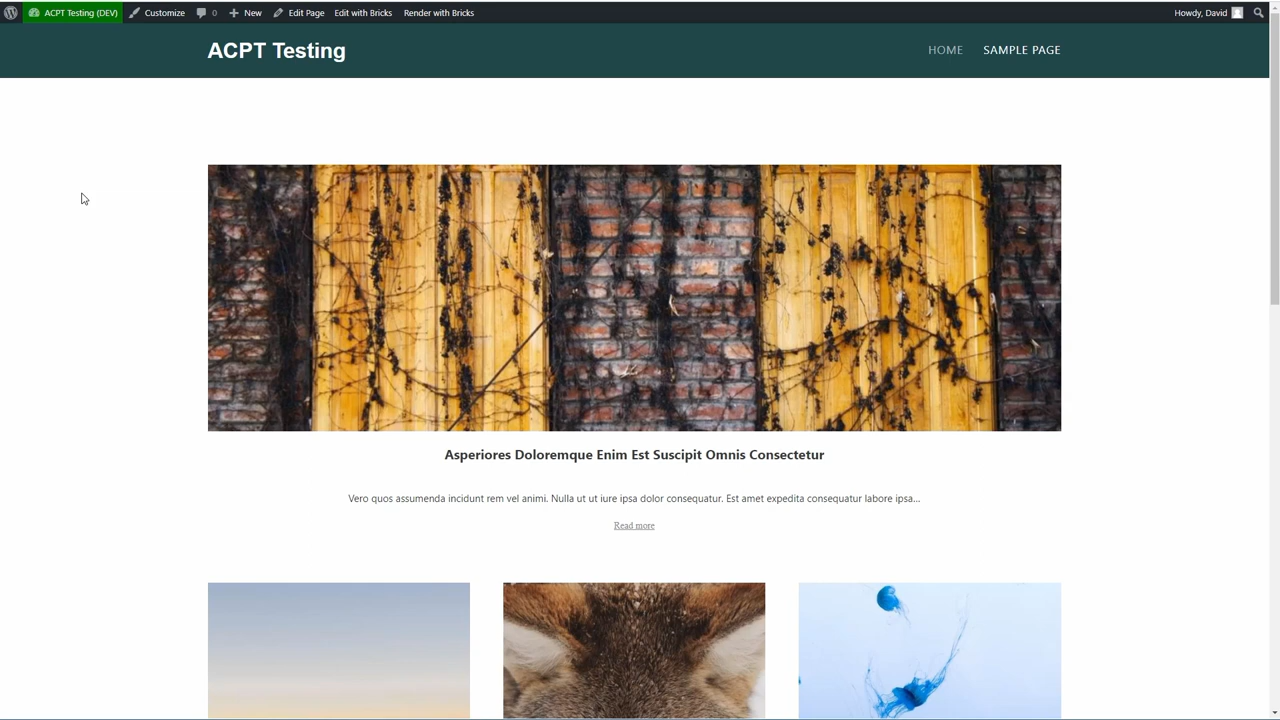 ACPT Testing (DEV) Customize 0 New Edit Page Edit with Bricks Render with Bricks Howdy, David
ACPT Testing HOME SAMPLE PAGE
Asperiores Doloremque Enim Est Suscipit Omnis Consectetur
Vero quos assumenda incidunt rem vel animi. Nulla ut ut iure ipsa dolor consequatur. Est amet expedita consequatur labore ipsa...
Read more